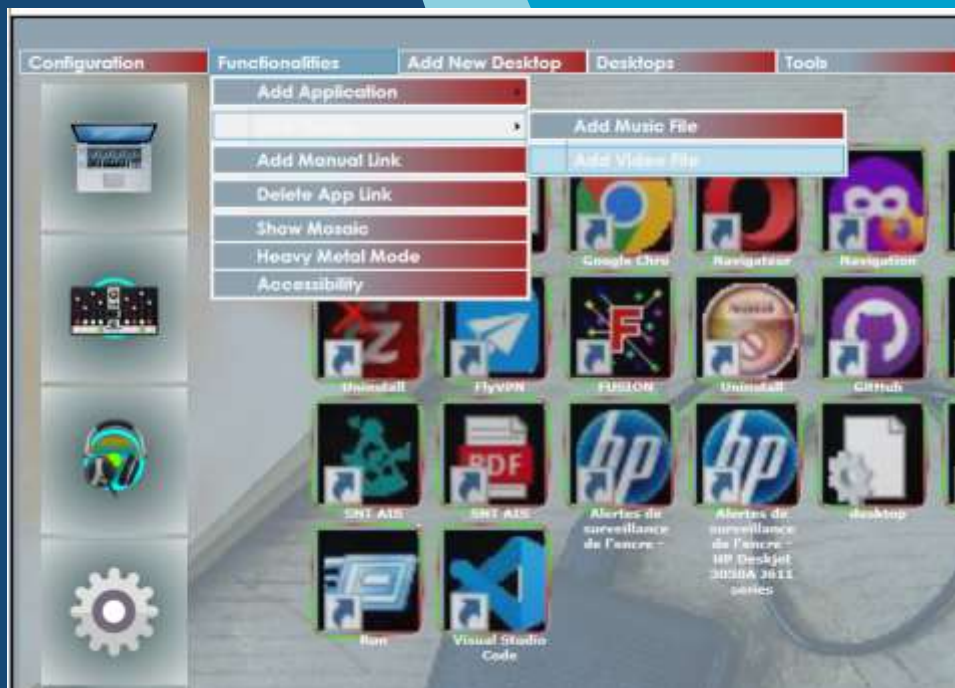 Configuration
Functionalities
Add New Desktop
Desktops
Tools
Add Application
Add Music File
Add Video File
Add Manual Link
Delete App Link
Show Mosaic
Heavy Metal Mode
Accessibility
Google Chro
Navigateur
Navigation
Uninstall
FlyVPN
FUSION
Uninstall
GitHub
PDF
hp
hp
SNT AIS
SNT AIS
Alertes de
surveillance
de l'encre -
Alertes de
surveillance
de l'encre -
HP Deskjet
3050A J611
series
desktop
Run
Visual Studio
Code